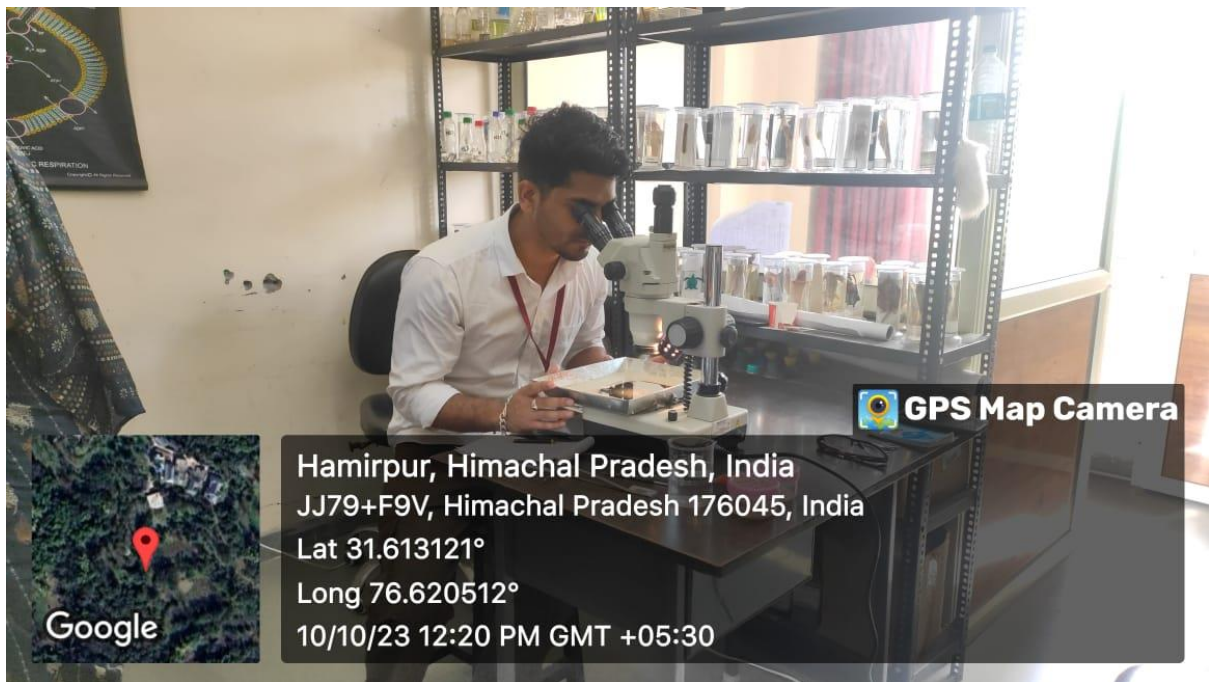 C RESPIRATION
GPS Map Camera
Hamirpur, Himachal Pradesh, India
JJ79+F9V, Himachal Pradesh 176045, India
Lat 31.613121°
Long 76.620512°
10/10/23 12:20 PM GMT +05:30
Google